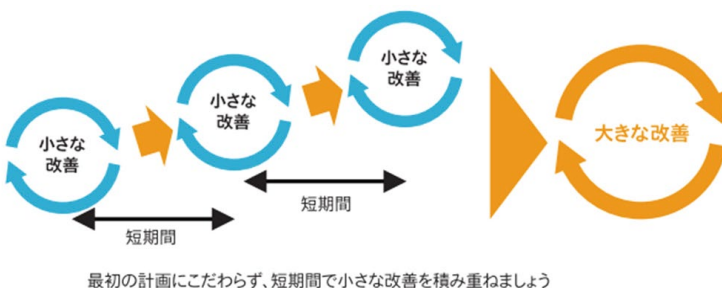 小さな
改善
小さな
改善
小さな
改善
大きな改善
短期間
短期間
最初の計画にこだわらず、短期間で小さな改善を積み重ねましょう